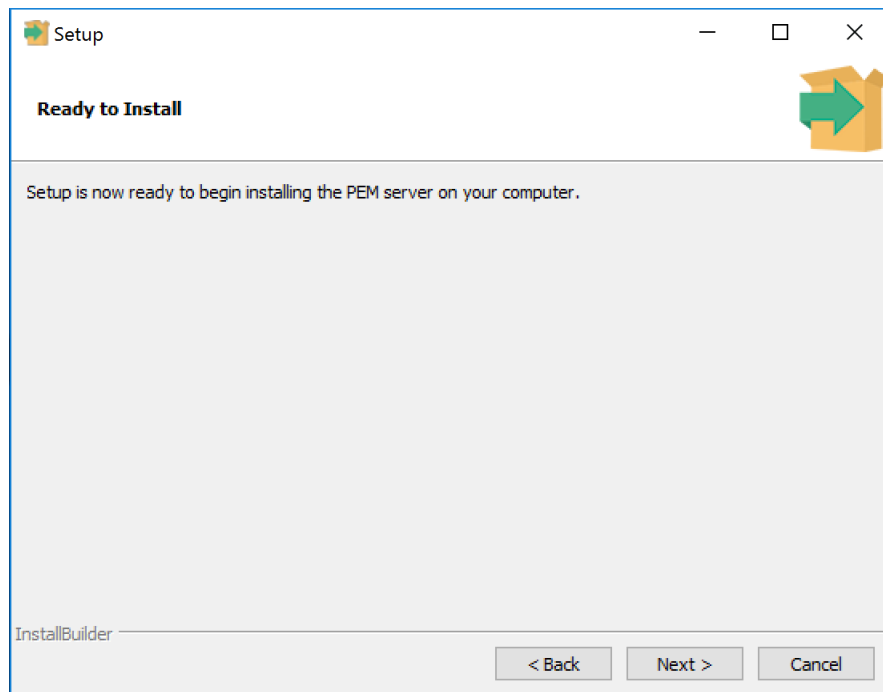 Setup
Ready to Install
Setup is now ready to begin installing the PEM server on your computer.
InstallBuilder
< Back
Next >
Cancel